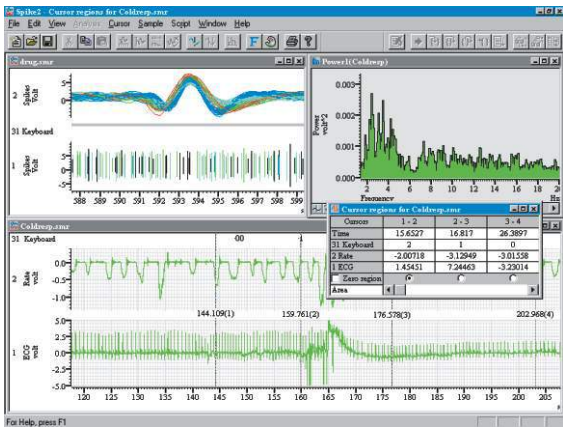 Spike2 - Cursor regions for Coldresp.smr
File Edit View Analysis Cursor Sample Script Window Help
drug.smr
5
0
-5
2 Spikes Volt
31 Keyboard
5
0
-5
1 Spikes Volt
588 589 590 591 592 593 594 595 596 597 598 599
s
Power1(Coldresp)
0.003
0.002
0.001
0.000
Power volt^2
2 4 6 8 10 12 14 16 18 20
Frequency Hz
Cursor regions for Coldresp.smr
Cursors 1 - 2 2 - 3 3 - 4
Time 15.6527 16.817 26.3897
31 Keyboard 2 1 0
2 Rate -2.00718 -3.12949 -3.01558
1 ECG 1.45451 7.24463 -3.23014
Zero region
Area
Coldresp.smr
31 Keyboard
0.0
-0.5
-1.0
2 Rate volt
144.109(1) 159.761(2) 176.578(3) 202.968(4)
5.0
2.5
0.0
-2.5
-5.0
1 ECG volt
120 125 130 135 140 145 150 155 160 165 170 175 180 185 190 195 200 205
s
For Help, press F1